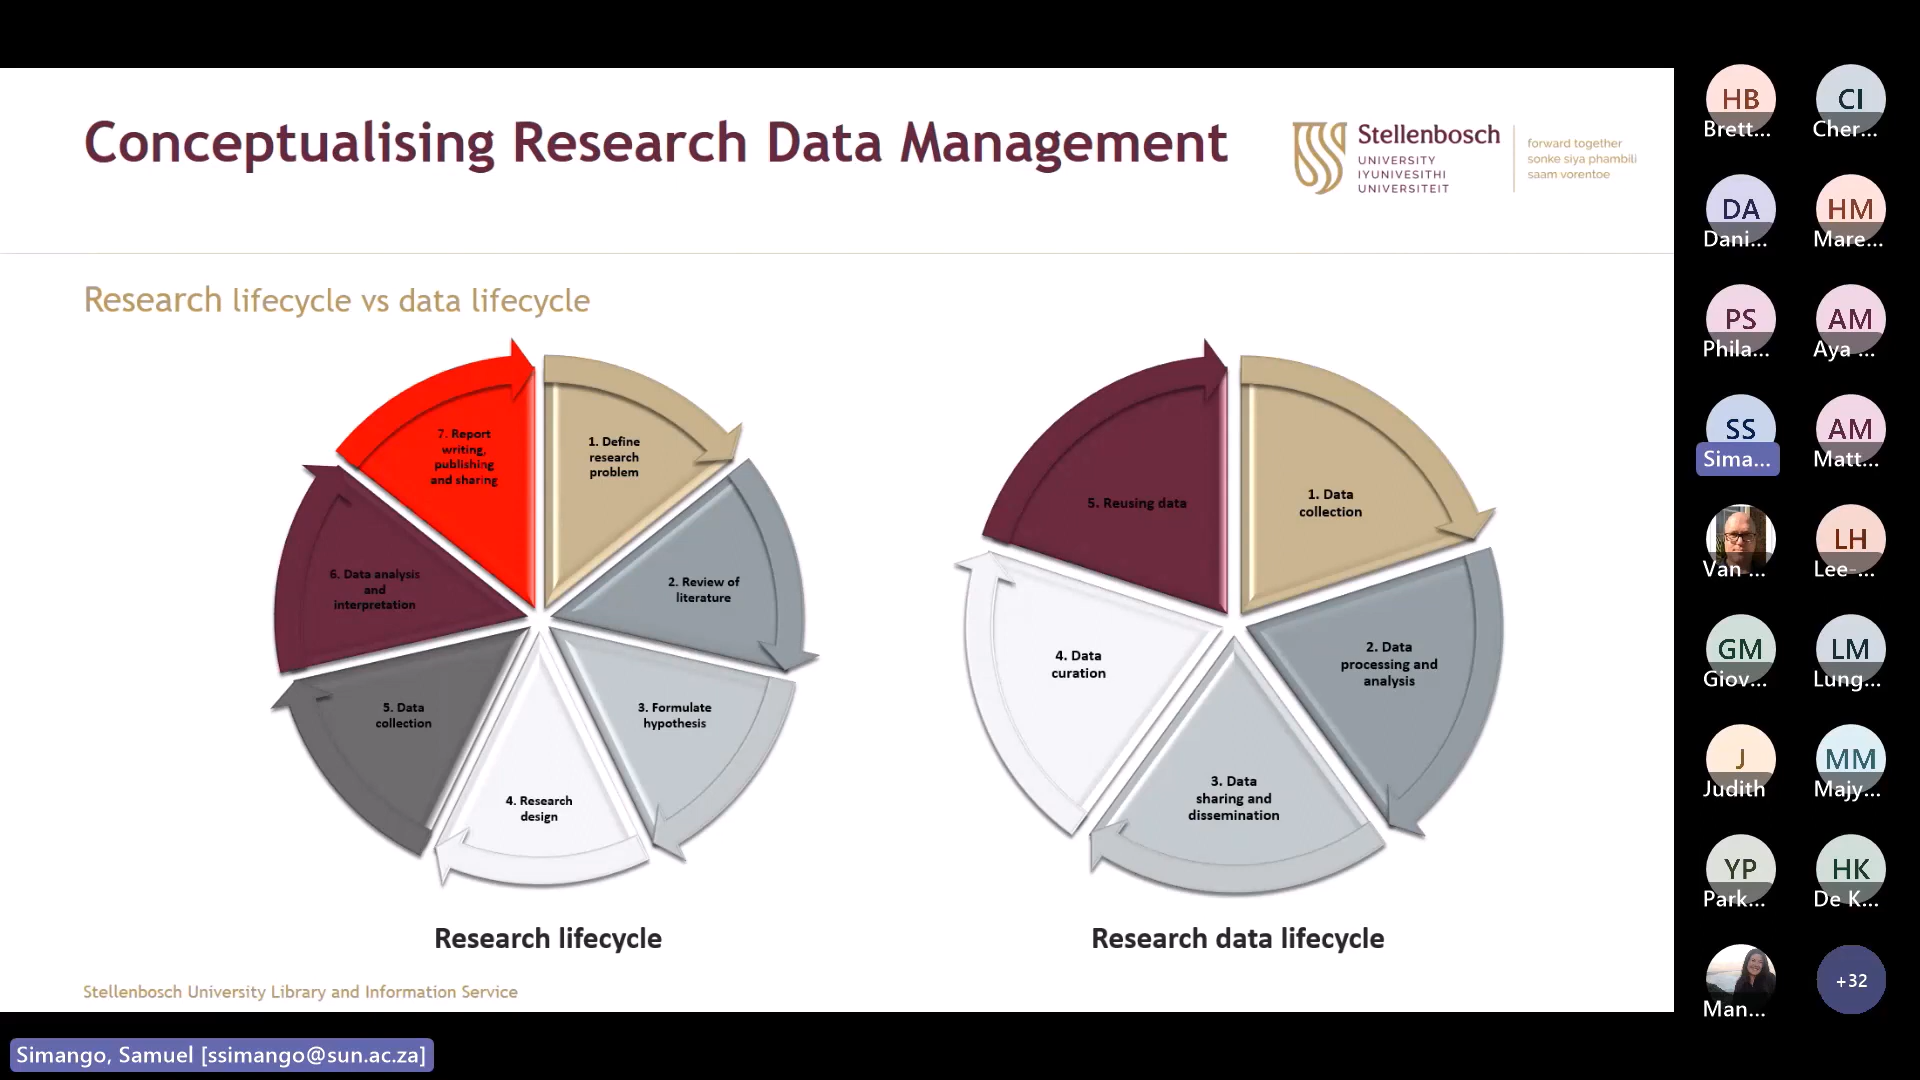 Conceptualising Research Data Management
Stellenbosch
UNIVERSITY
IYUNIVESITHI
UNIVERSITEIT
forward together
sonke siya phambili
saam vorentoe
Research lifecycle vs data lifecycle
1. Define
research
problem
2. Review of
literature
3. Formulate
hypothesis
4. Research
design
5. Data
collection
6. Data analysis
and
interpretation
7. Report
writing,
publishing
and sharing
Research lifecycle
1. Data
collection
2. Data
processing and
analysis
3. Data
sharing and
dissemination
4. Data
curation
5. Reusing data
Research data lifecycle
Stellenbosch University Library and Information Service
Simango, Samuel [ssimango@sun.ac.za]
HB
Brett...
CI
Cher...
DA
Dani...
HM
Mare...
PS
Phila...
AM
Aya ...
SS
Sima...
AM
Matt...
Van ...
LH
Lee-...
GM
Giov...
LM
Lung...
J
Judith
MM
Majy...
YP
Park...
HK
De K...
Man...
+32